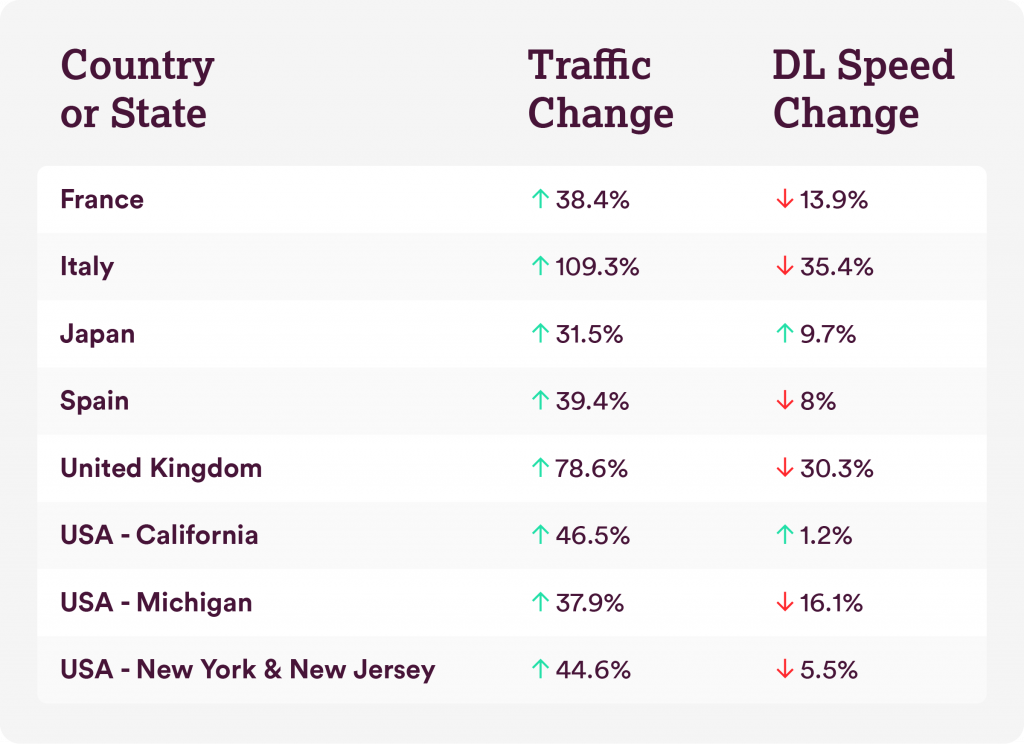 Country or State Traffic Change DL Speed Change
France ↑ 38.4% ↓ 13.9%
Italy ↑ 109.3% ↓ 35.4%
Japan ↑ 31.5% ↑ 9.7%
Spain ↑ 39.4% ↓ 8%
United Kingdom ↑ 78.6% ↓ 30.3%
USA - California ↑ 46.5% ↑ 1.2%
USA - Michigan ↑ 37.9% ↓ 16.1%
USA - New York & New Jersey ↑ 44.6% ↓ 5.5%